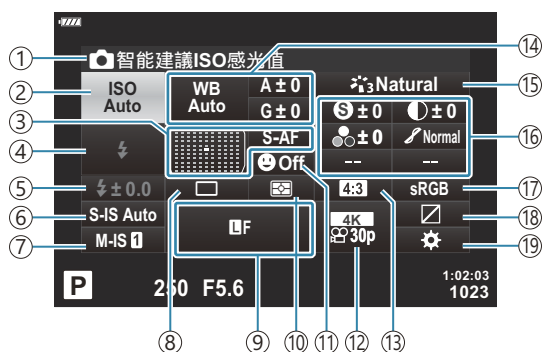 ⑭
① 智能建議ISO感光值
② ISO Auto WB Auto A±0 G±0 3 Natural ⑮
③ S ±0 ±0
④ S-AF ±0 Normal ⑯
Off -- --
⑤ ±0.0 4:3 sRGB ⑰
⑥ S-IS Auto LF 4K 30p ⑱
⑦ M-IS 1 ⑲
P 250 F5.6 1:02:03
1023
⑧ ⑨ ⑩ ⑪ ⑫ ⑬